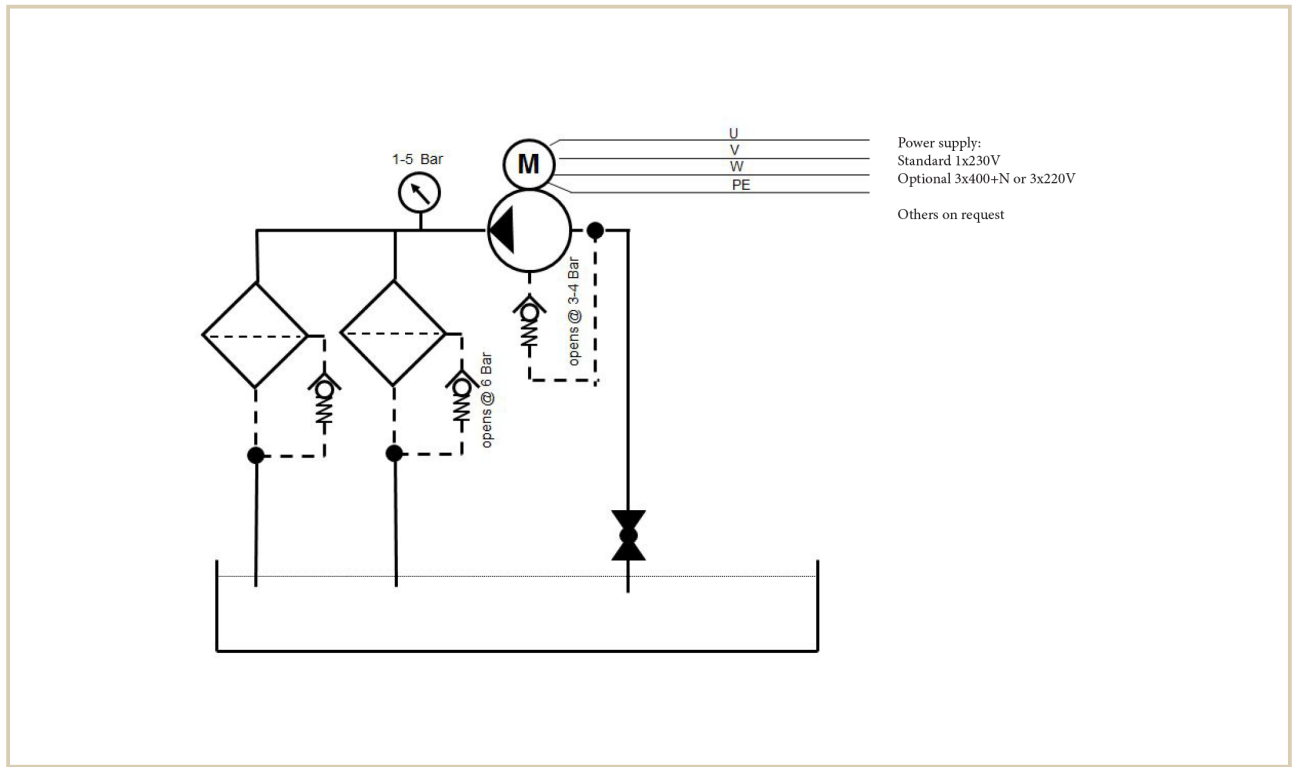 U
1-5 Bar
M
V
W
PE
Power supply:
Standard 1x230V
Optional 3x400+N or 3x220V
Others on request
opens @ 3-4 Bar
opens @ 6 Bar